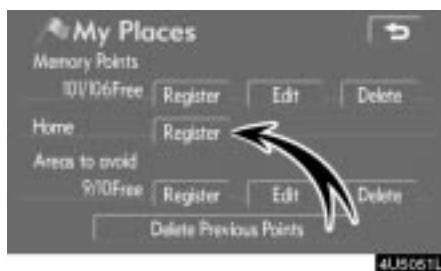 My Places
Memory Points
101/106Free Register Edit Delete
Home Register
Areas to avoid
9/10Free Register Edit Delete
Delete Previous Points
4U5051L